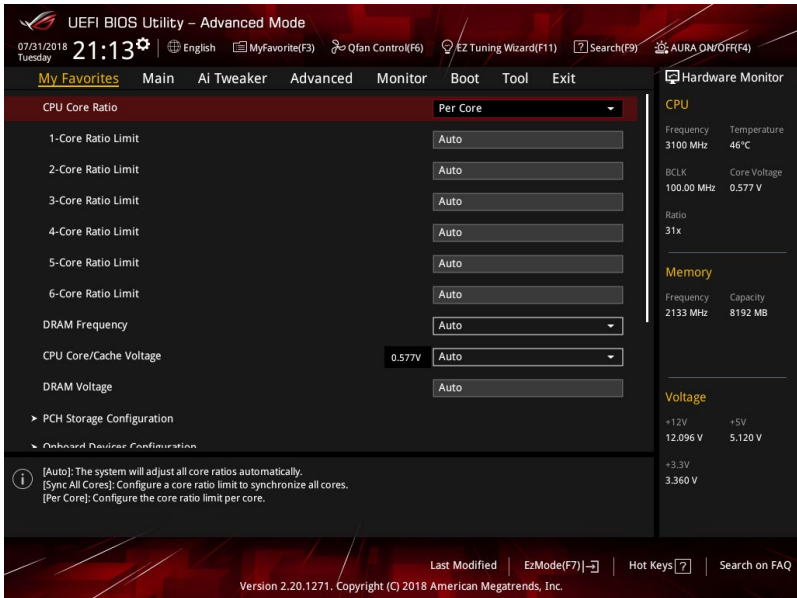 UEFI BIOS Utility – Advanced Mode
07/31/2018 Tuesday 21:13 English MyFavorite(F3) Qfan Control(F6) EZ Tuning Wizard(F11) ? Search(F9) AURA ON/OFF(F4)
My Favorites Main Ai Tweaker Advanced Monitor Boot Tool Exit Hardware Monitor
CPU Core Ratio Per Core
1-Core Ratio Limit Auto
2-Core Ratio Limit Auto
3-Core Ratio Limit Auto
4-Core Ratio Limit Auto
5-Core Ratio Limit Auto
6-Core Ratio Limit Auto
DRAM Frequency Auto
CPU Core/Cache Voltage 0.577V Auto
DRAM Voltage Auto
PCH Storage Configuration
Onboard Devices Configuration
CPU
Frequency Temperature
3100 MHz 46°C
BCLK Core Voltage
100.00 MHz 0.577 V
Ratio
31x
Memory
Frequency Capacity
2133 MHz 8192 MB
Voltage
+12V +5V
12.096 V 5.120 V
+3.3V
3.360 V
[Auto]: The system will adjust all core ratios automatically.
[Sync All Cores]: Configure a core ratio limit to synchronize all cores.
[Per Core]: Configure the core ratio limit per core.
Last Modified EzMode(F7) Hot Keys ? Search on FAQ
Version 2.20.1271. Copyright (C) 2018 American Megatrends, Inc.